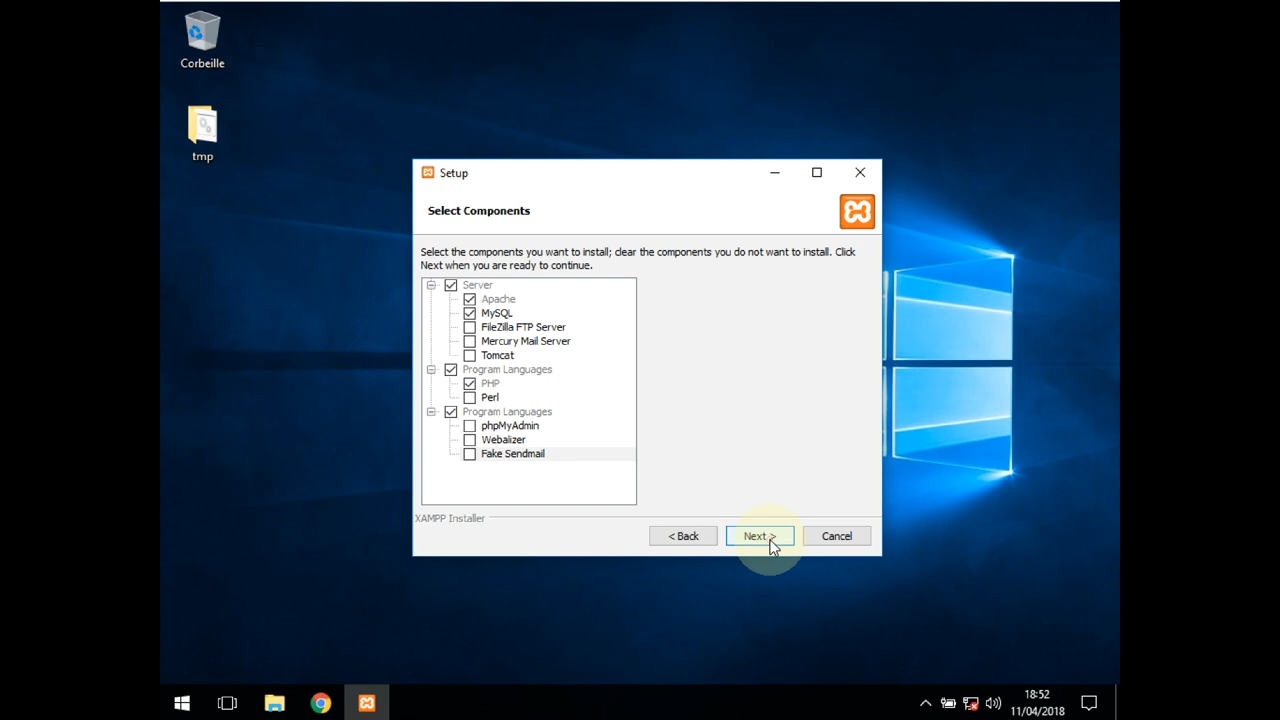 Corbeille
tmp
Setup
Select Components
Select the components you want to install; clear the components you do not want to install. Click
Next when you are ready to continue.
Server
Apache
MySQL
FileZilla FTP Server
Mercury Mail Server
Tomcat
Program Languages
PHP
Perl
Program Languages
phpMyAdmin
Webalizer
Fake Sendmail
XAMPP Installer
< Back
Next >
Cancel
18:52
11/04/2018